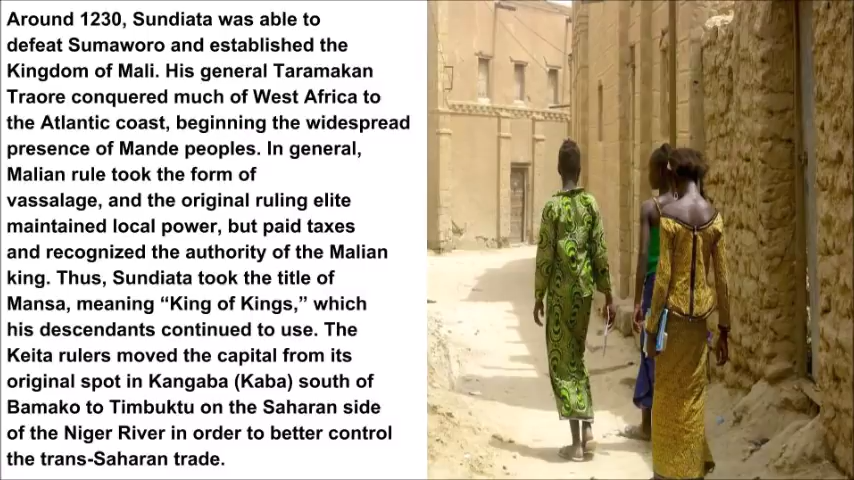 Around 1230, Sundiata was able to
defeat Sumaworo and established the
Kingdom of Mali. His general Taramakan
Traore conquered much of West Africa to
the Atlantic coast, beginning the widespread
presence of Mande peoples. In general,
Malian rule took the form of
vassalage, and the original ruling elite
maintained local power, but paid taxes
and recognized the authority of the Malian
king. Thus, Sundiata took the title of
Mansa, meaning “King of Kings,” which
his descendants continued to use. The
Keita rulers moved the capital from its
original spot in Kangaba (Kaba) south of
Bamako to Timbuktu on the Saharan side
of the Niger River in order to better control
the trans-Saharan trade.